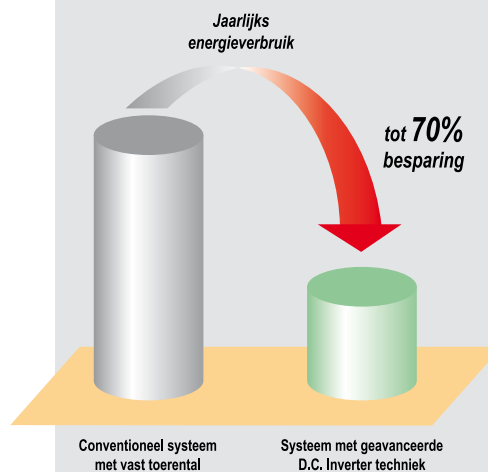 Jaarlijks
energieverbruik
tot 70%
besparing
Conventioneel systeem
met vast toerental
Systeem met geavanceerde
D.C. Inverter techniek